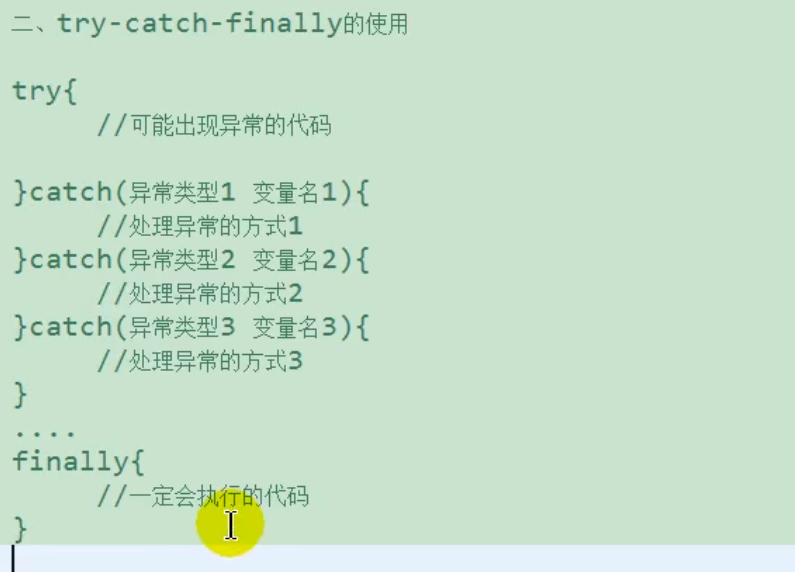 二、try-catch-finally的使用
try{
//可能出现异常的代码
}catch(异常类型1 变量名1){
//处理异常的方式1
}catch(异常类型2 变量名2){
//处理异常的方式2
}catch(异常类型3 变量名3){
//处理异常的方式3
}
....
finally{
//一定会执行的代码
}